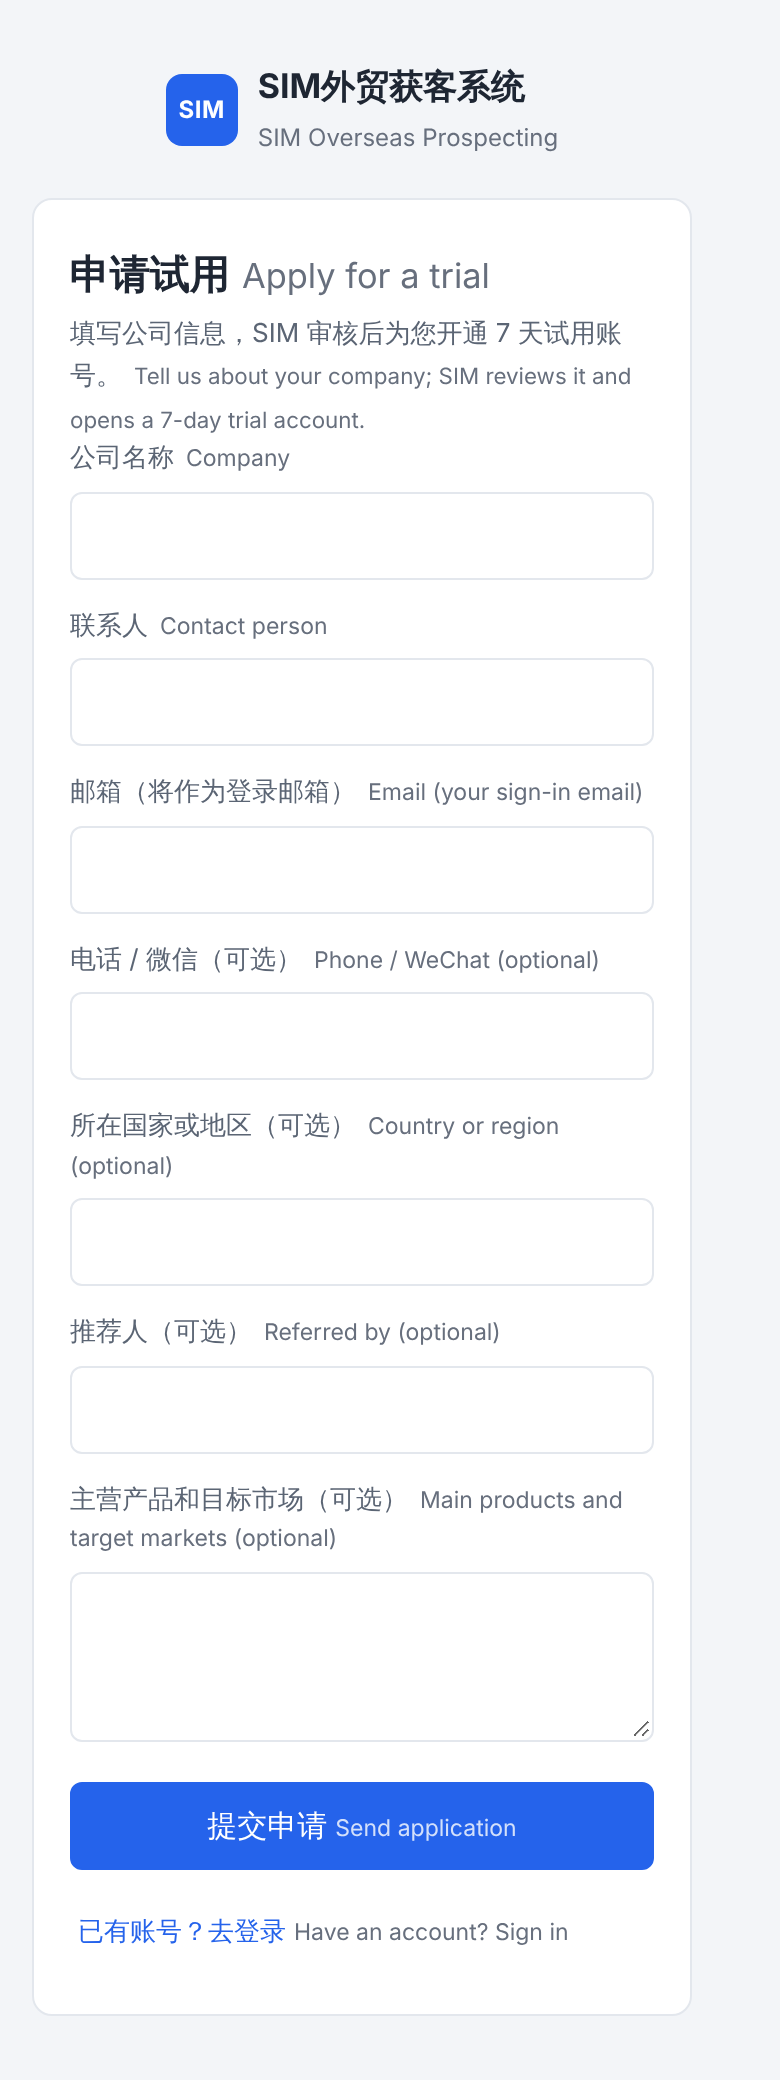 SIM
SIM外贸获客系统
SIM Overseas Prospecting
申请试用 Apply for a trial
填写公司信息，SIM 审核后为您开通 7 天试用账
号。 Tell us about your company; SIM reviews it and
opens a 7-day trial account.
公司名称 Company
联系人 Contact person
邮箱（将作为登录邮箱） Email (your sign-in email)
电话 / 微信（可选） Phone / WeChat (optional)
所在国家或地区（可选） Country or region
(optional)
推荐人（可选） Referred by (optional)
主营产品和目标市场（可选） Main products and
target markets (optional)
提交申请 Send application
已有账号？去登录 Have an account? Sign in